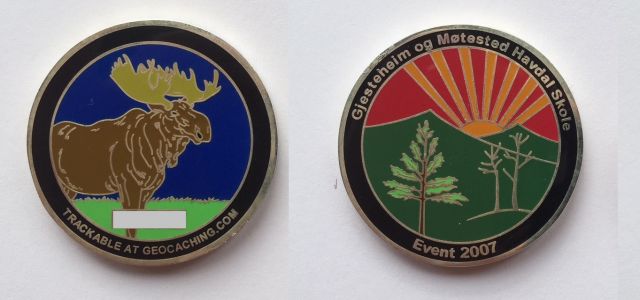 TRACKABLE AT GEOCACHING.COM
Gjesteheim og Møtested Havdal Skole
Event 2007